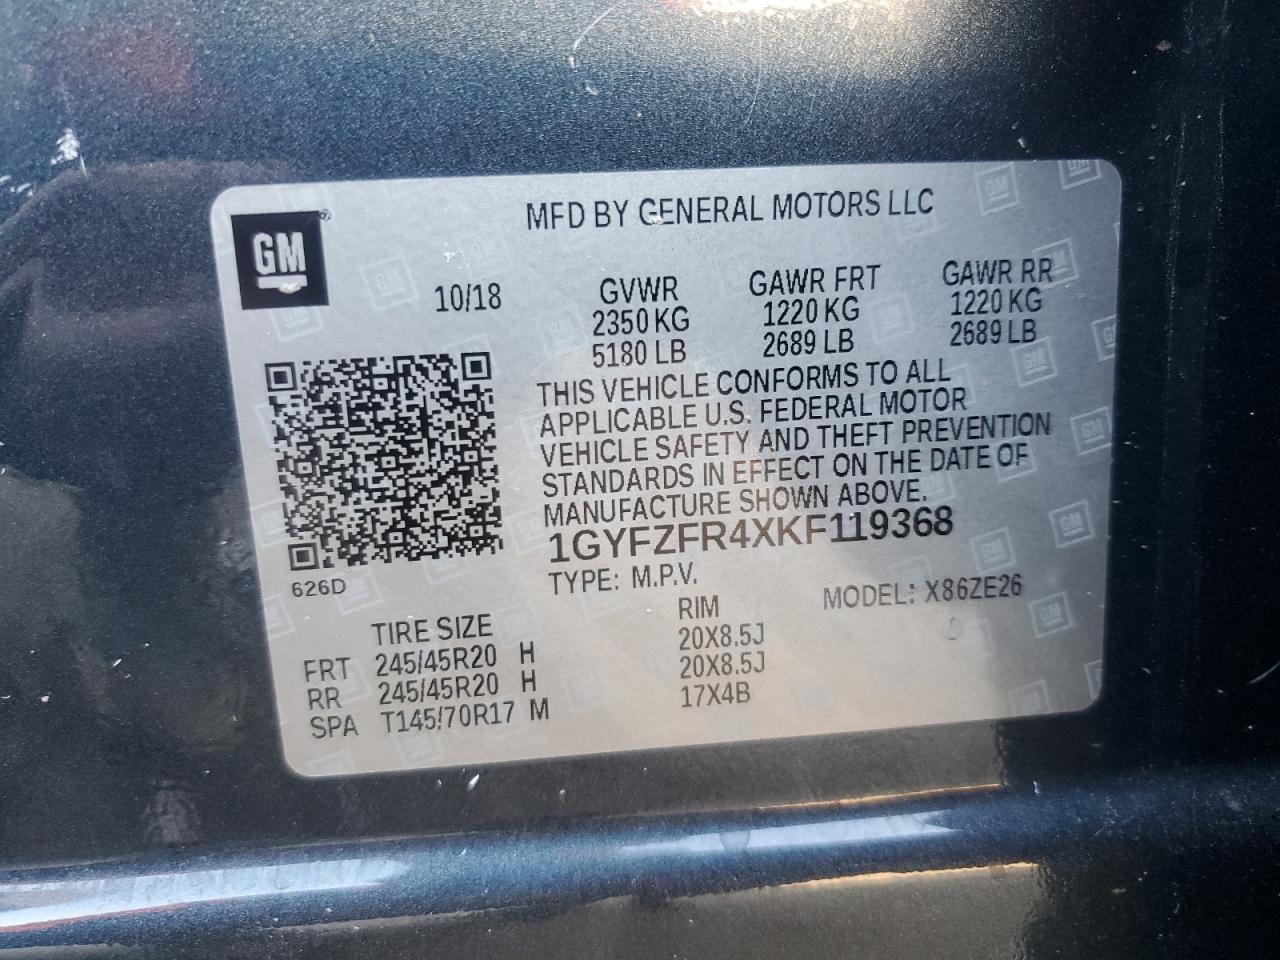 MFD BY GENERAL MOTORS LLC
GM
10/18
GVWR GAWR FRT GAWR RR
2350 KG 1220 KG 1220 KG
5180 LB 2689 LB 2689 LB
THIS VEHICLE CONFORMS TO ALL
APPLICABLE U.S. FEDERAL MOTOR
VEHICLE SAFETY AND THEFT PREVENTION
STANDARDS IN EFFECT ON THE DATE OF
MANUFACTURE SHOWN ABOVE.
1GYFZFR4XKF119368
626D
TYPE: M.P.V. MODEL: X86ZE26
TIRE SIZE RIM
FRT 245/45R20 H 20X8.5J
RR 245/45R20 H 20X8.5J
SPA T145/70R17 M 17X4B